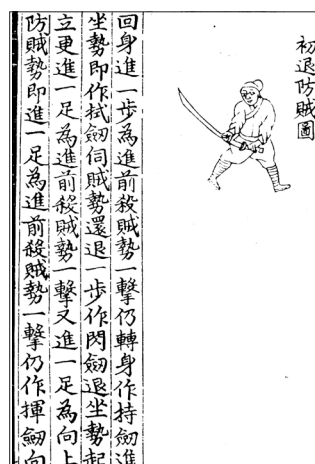 初退防賊圖
回身進一步為進前殺賊勢一擊仍轉身作持劒進
坐勢即作拭劒伺賊勢還退一步作閃劒退坐勢起
立更進一足為進前殺賊勢一擊又進一足為向上
防賊勢即進一足為進前殺賊勢一擊仍作揮劒向